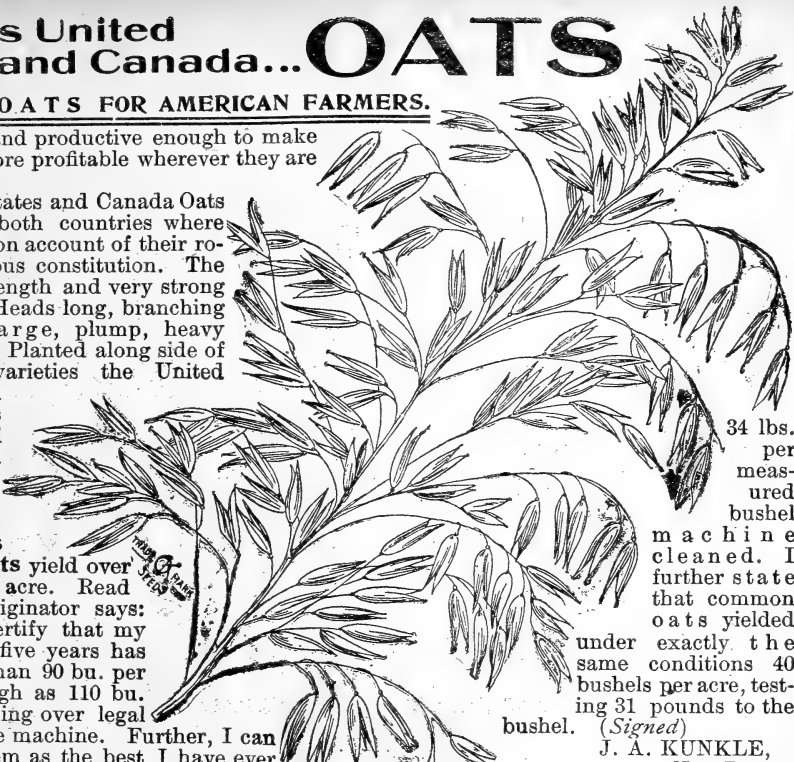 s United
and Canada...
OATS
OATS FOR AMERICAN FARMERS.
nd productive enough to make
ore profitable wherever they are
tates and Canada Oats
both countries where
on account of their ro-
ous constitution. The
ength and very strong
Heads long, branching
arge, plump, heavy
Planted along side of
varieties the United
ts yield over
acre. Read
iginator says:
ertify that my
five years has
han 90 bu. per
gh as 110 bu.
ing over legal
e machine. Further, I can
em as the best I have ever
TRADE MARK
SEEDS
34 lbs.
per
meas-
ured
bushel
machine
cleaned. I
further state
that common
oats yielded
under exactly the
same conditions 40
bushels per acre, test-
ing 31 pounds to the
bushel. (Signed)
J. A. KUNKLE,